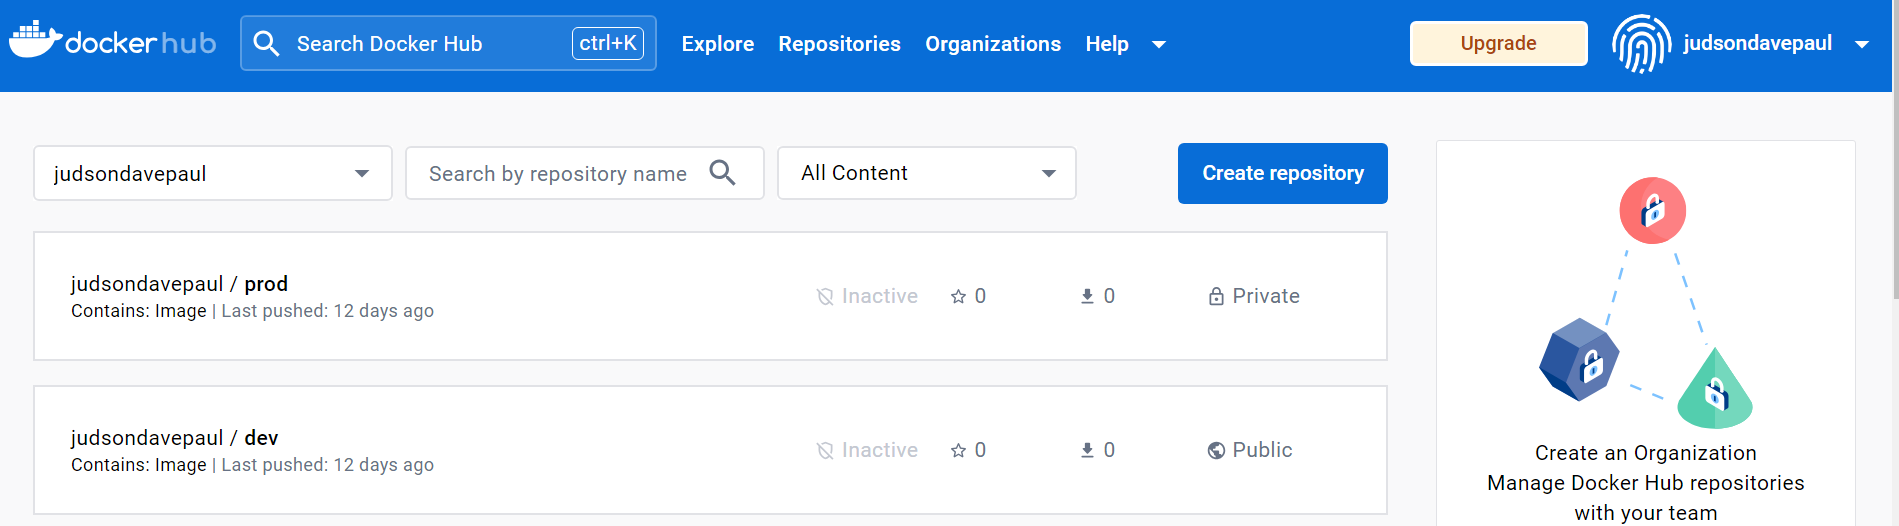 dockerhub
Search Docker Hub ctrl+K
Explore Repositories Organizations Help
Upgrade
judsondavepaul
judsondavepaul
Search by repository name
All Content
Create repository
judsondavepaul / prod
Contains: Image | Last pushed: 12 days ago
Inactive 0 0 Private
judsondavepaul / dev
Contains: Image | Last pushed: 12 days ago
Inactive 0 0 Public
Create an Organization
Manage Docker Hub repositories
with your team